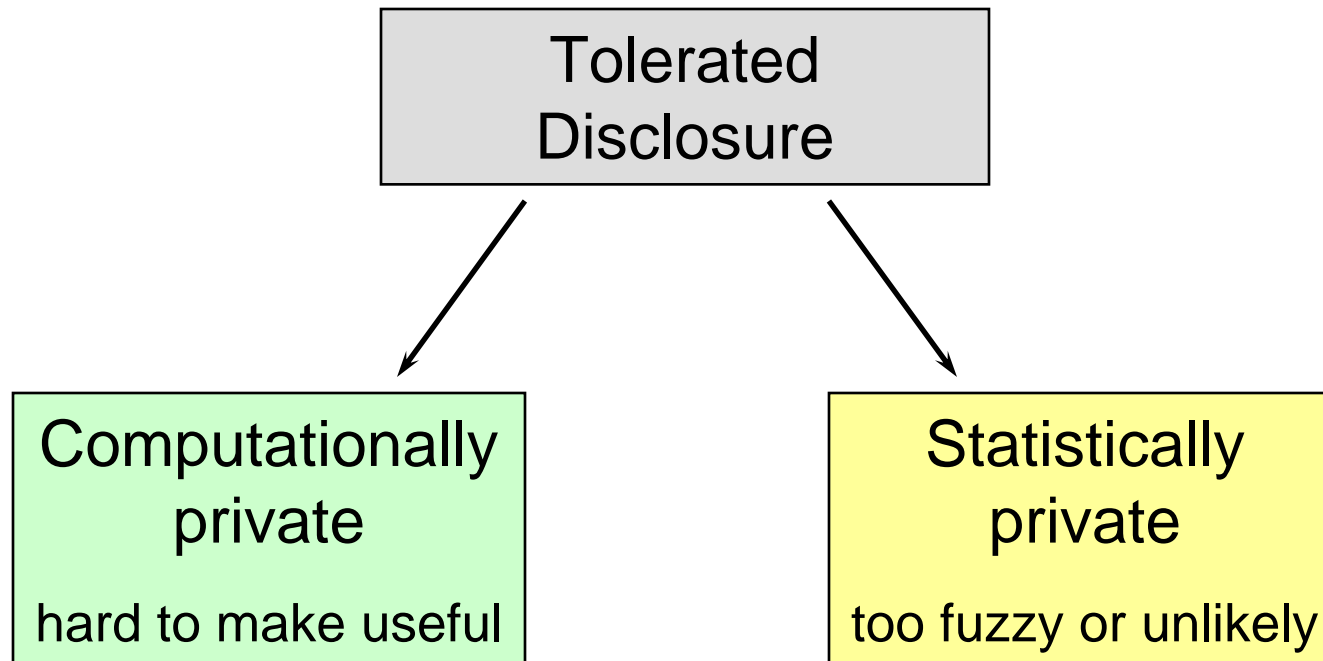 Tolerated
Disclosure
Computationally
private
hard to make useful
Statistically
private
too fuzzy or unlikely